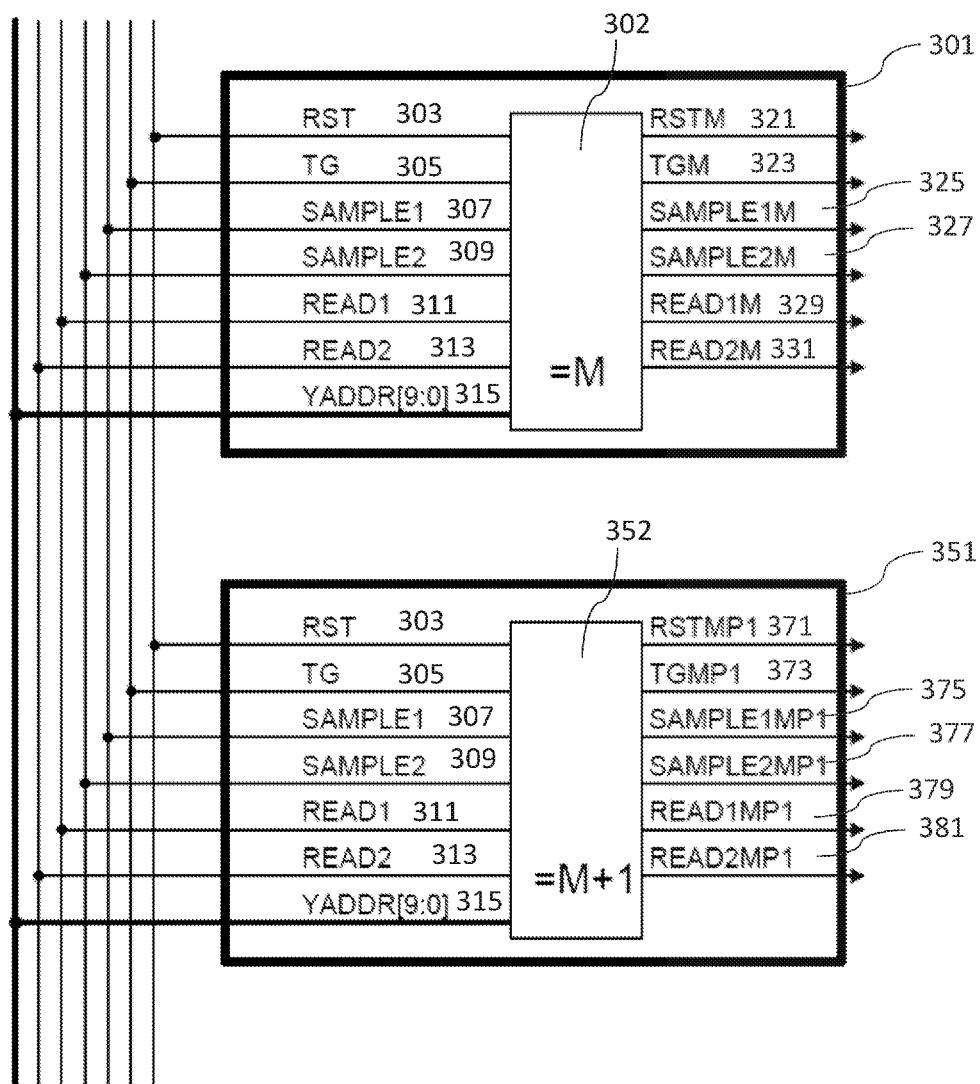 302
301
RST 303 RSTM 321
TG 305 TGM 323
325
SAMPLE1 307 SAMPLE1M
327
SAMPLE2 309 SAMPLE2M
READ1 311 READ1M 329
READ2 313 READ2M 331
=M
YADDR[9:0] 315
352
351
RST 303 RSTMP1 371
TG 305 TGMP1 373
375
SAMPLE1 307 SAMPLE1MP1
377
SAMPLE2 309 SAMPLE2MP1
379
READ1 311 READ1MP1
381
READ2 313 READ2MP1
=M+1
YADDR[9:0] 315